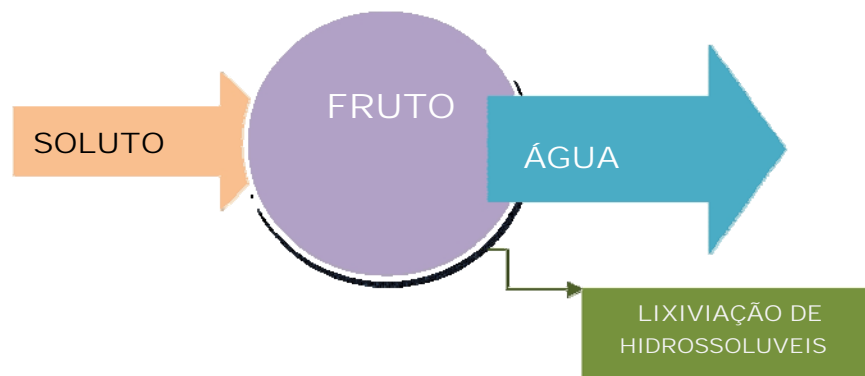 FRUTO
SOLUTO
ÁGUA
LIXIVIAÇÃO DE
HIDROSSOLUVEIS